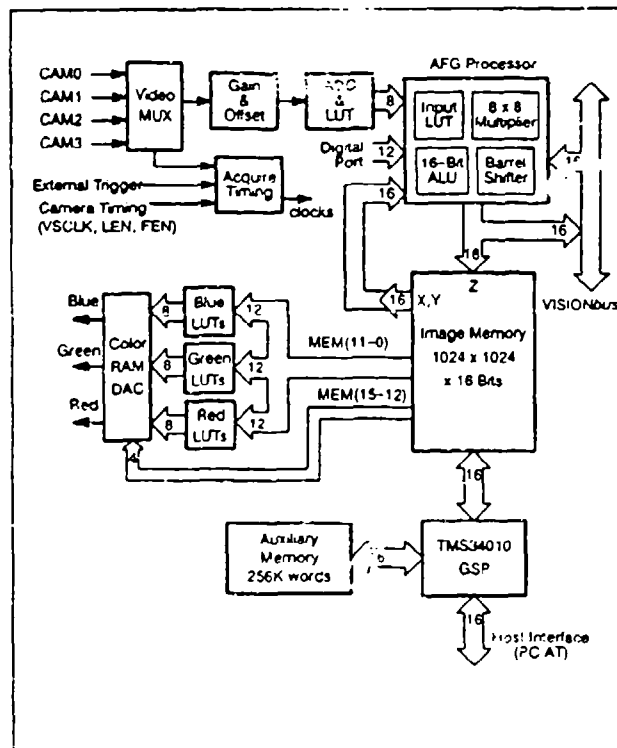 AFG Processor
CAM0
CAM1
CAM2
CAM3
Video
MUX
Gain
&
Offset
&
LUT
8
Input
LUT
8 x 8
Multiplier
16-Bit
ALU
Barrel
Shifter
Digital
Port
12
16
External Trigger
Camera Timing
(VSCLK, LEN, FEN)
Acquire
Timing
clocks
16
16
VISIONbus
Z
16
X,Y
Image Memory
1024 x 1024
x 16 Bits
MEM(11-0)
MEM(15-12)
Blue
Green
Red
Color
RAM
DAC
8
Blue
LUTs
12
8
Green
LUTs
12
8
Red
LUTs
12
4
16
Auxiliary
Memory
256K words
TMS34010
GSP
16
Host Interface
(PC AT)